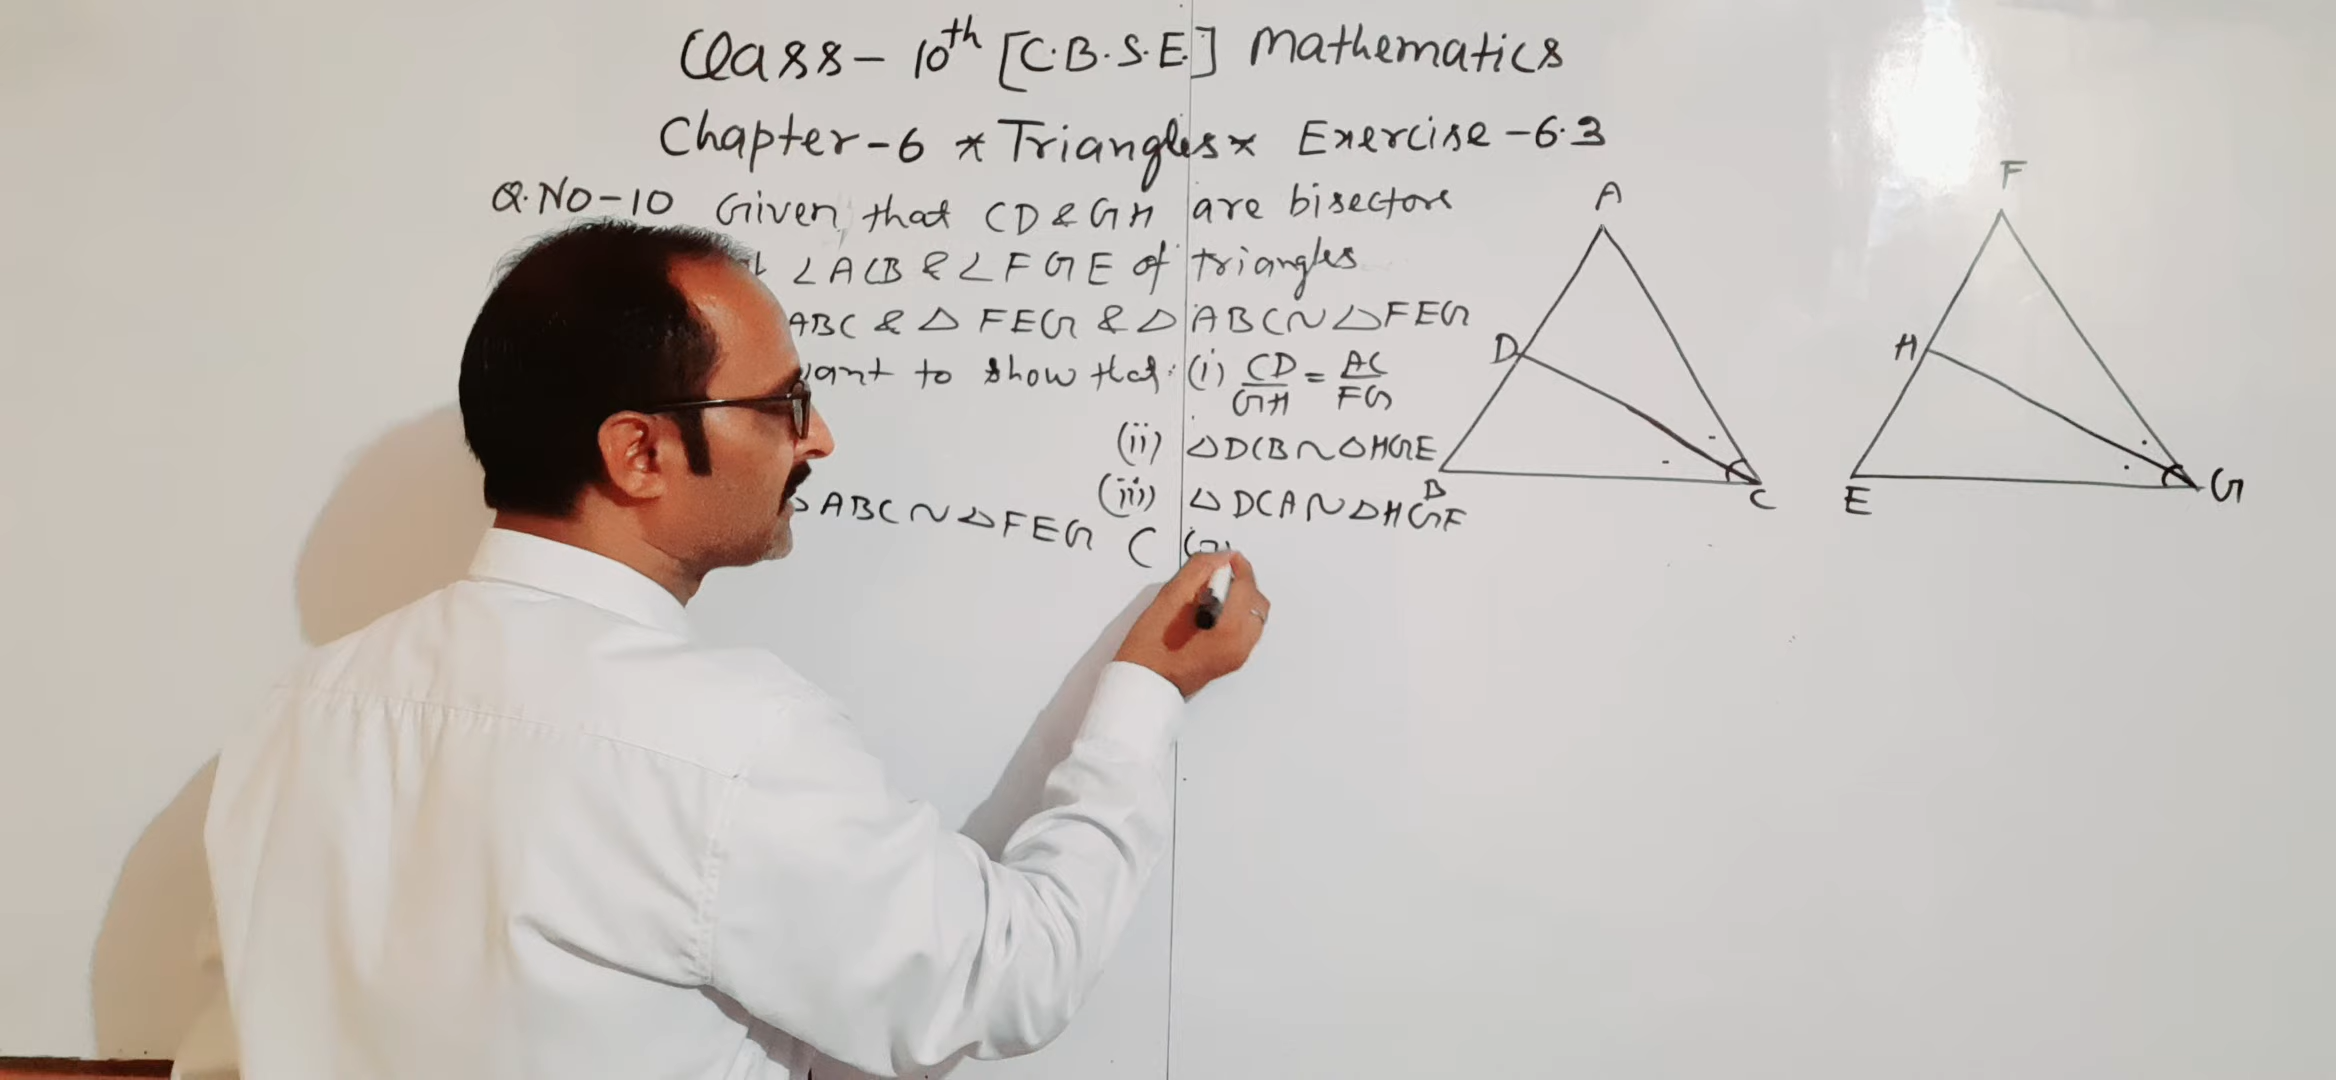 Class - 10th [C.B.S.E.] Mathematics
Chapter - 6 * Triangles * Exercise - 6.3
Q.No - 10 Given that CD & GH are bisectors
∠ACB & ∠FGE of triangles
ABC & △ FEG & △ ABC ~ △FEG
want to show that: (i) CD/GH = AC/FG
(ii) △DCB ~ △HGE
(iii) △DCA ~ △HGF
△ABC ~ △FEG (
A
D
B
C
F
H
E
G